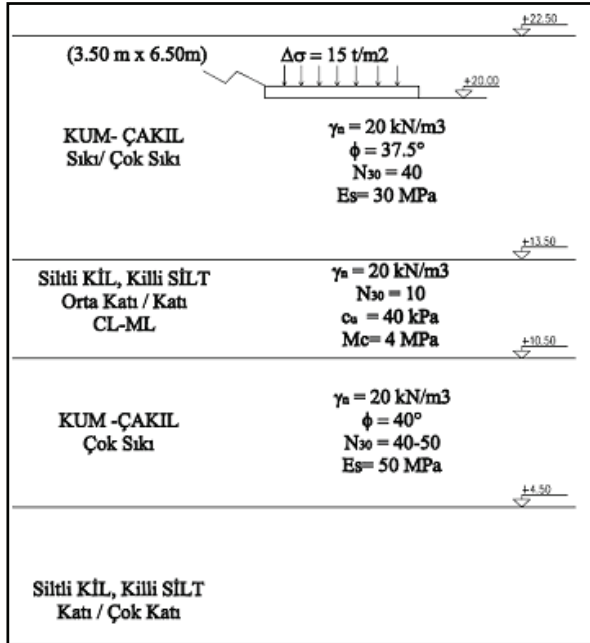 +22.50
(3.50 m x 6.50m)
Δσ = 15 t/m2
+20.00
KUM- ÇAKIL
Sıkı/ Çok Sıkı
γn = 20 kN/m3
ϕ = 37.5°
N30 = 40
Es= 30 MPa
+13.50
Siltli KİL, Killi SİLT
Orta Katı / Katı
CL-ML
γn = 20 kN/m3
N30 = 10
cu = 40 kPa
Mc= 4 MPa
+10.50
KUM -ÇAKIL
Çok Sıkı
γn = 20 kN/m3
ϕ = 40°
N30 = 40-50
Es= 50 MPa
+4.50
Siltli KİL, Killi SİLT
Katı / Çok Katı